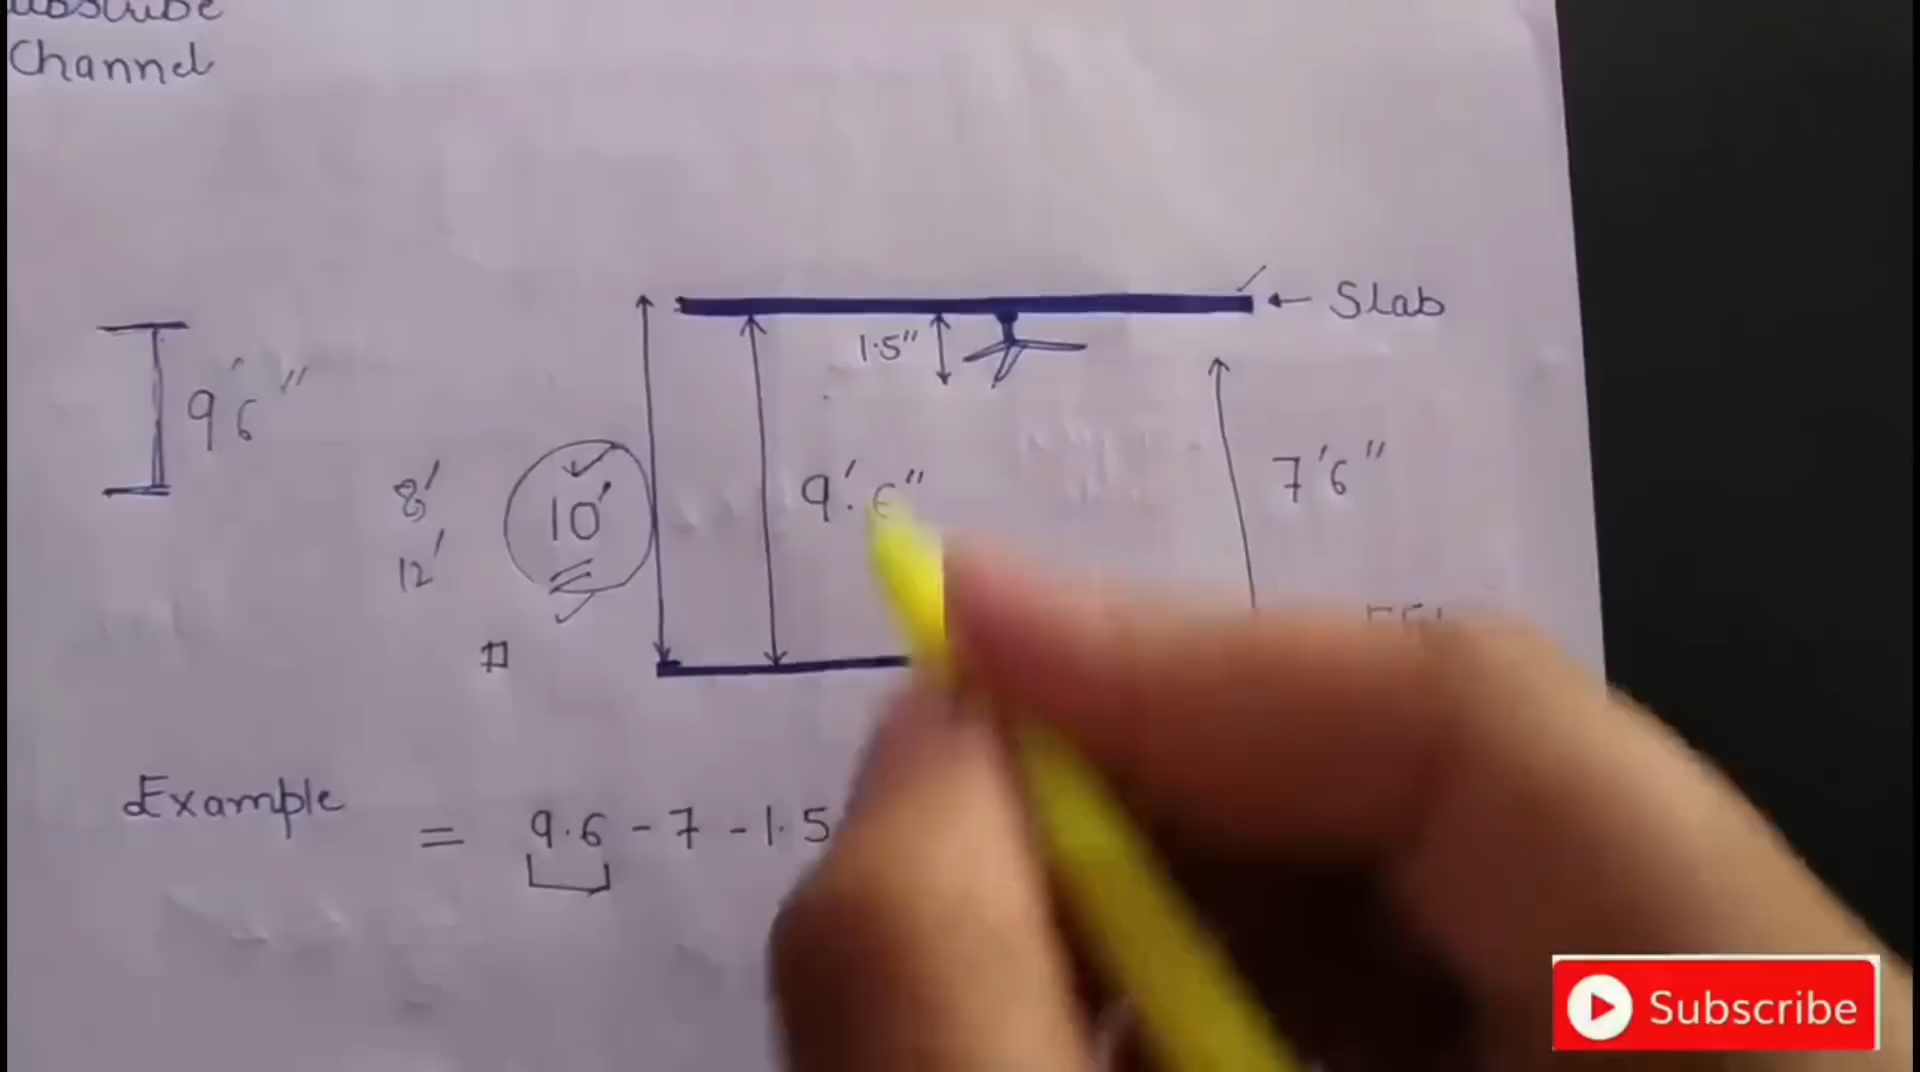 Subscribe
Channel
Slab
1.5"
9'6"
9'.6"
7'6"
8'
10'
12'
Example
= 9.6 - 7 - 1.5
Subscribe